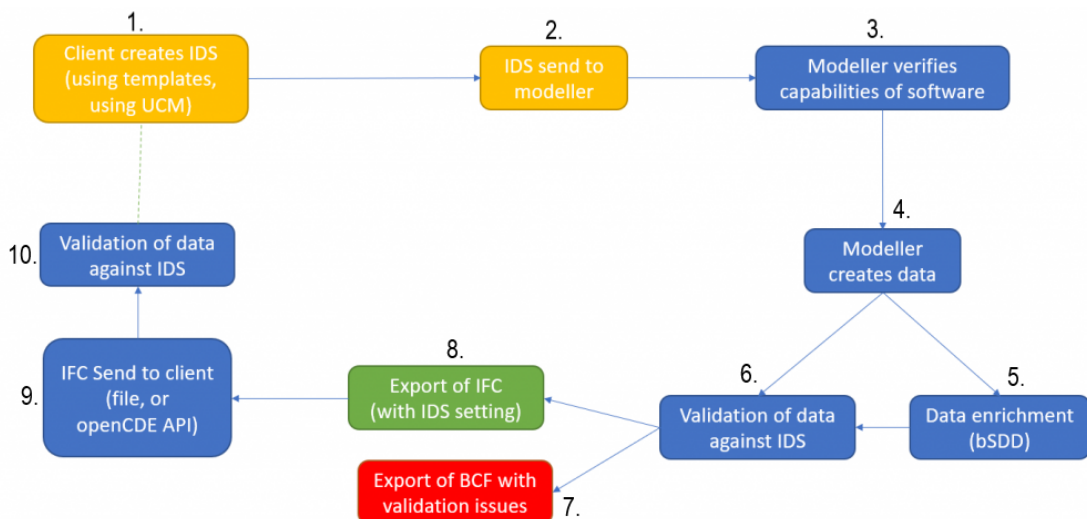 1.
Client creates IDS
(using templates,
using UCM)
2.
IDS send to
modeller
3.
Modeller verifies
capabilities of software
4.
Modeller
creates data
5.
Data enrichment
(bSDD)
6.
Validation of data
against IDS
7.
Export of BCF with
validation issues
8.
Export of IFC
(with IDS setting)
9.
IFC Send to client
(file, or
openCDE API)
10.
Validation of data
against IDS